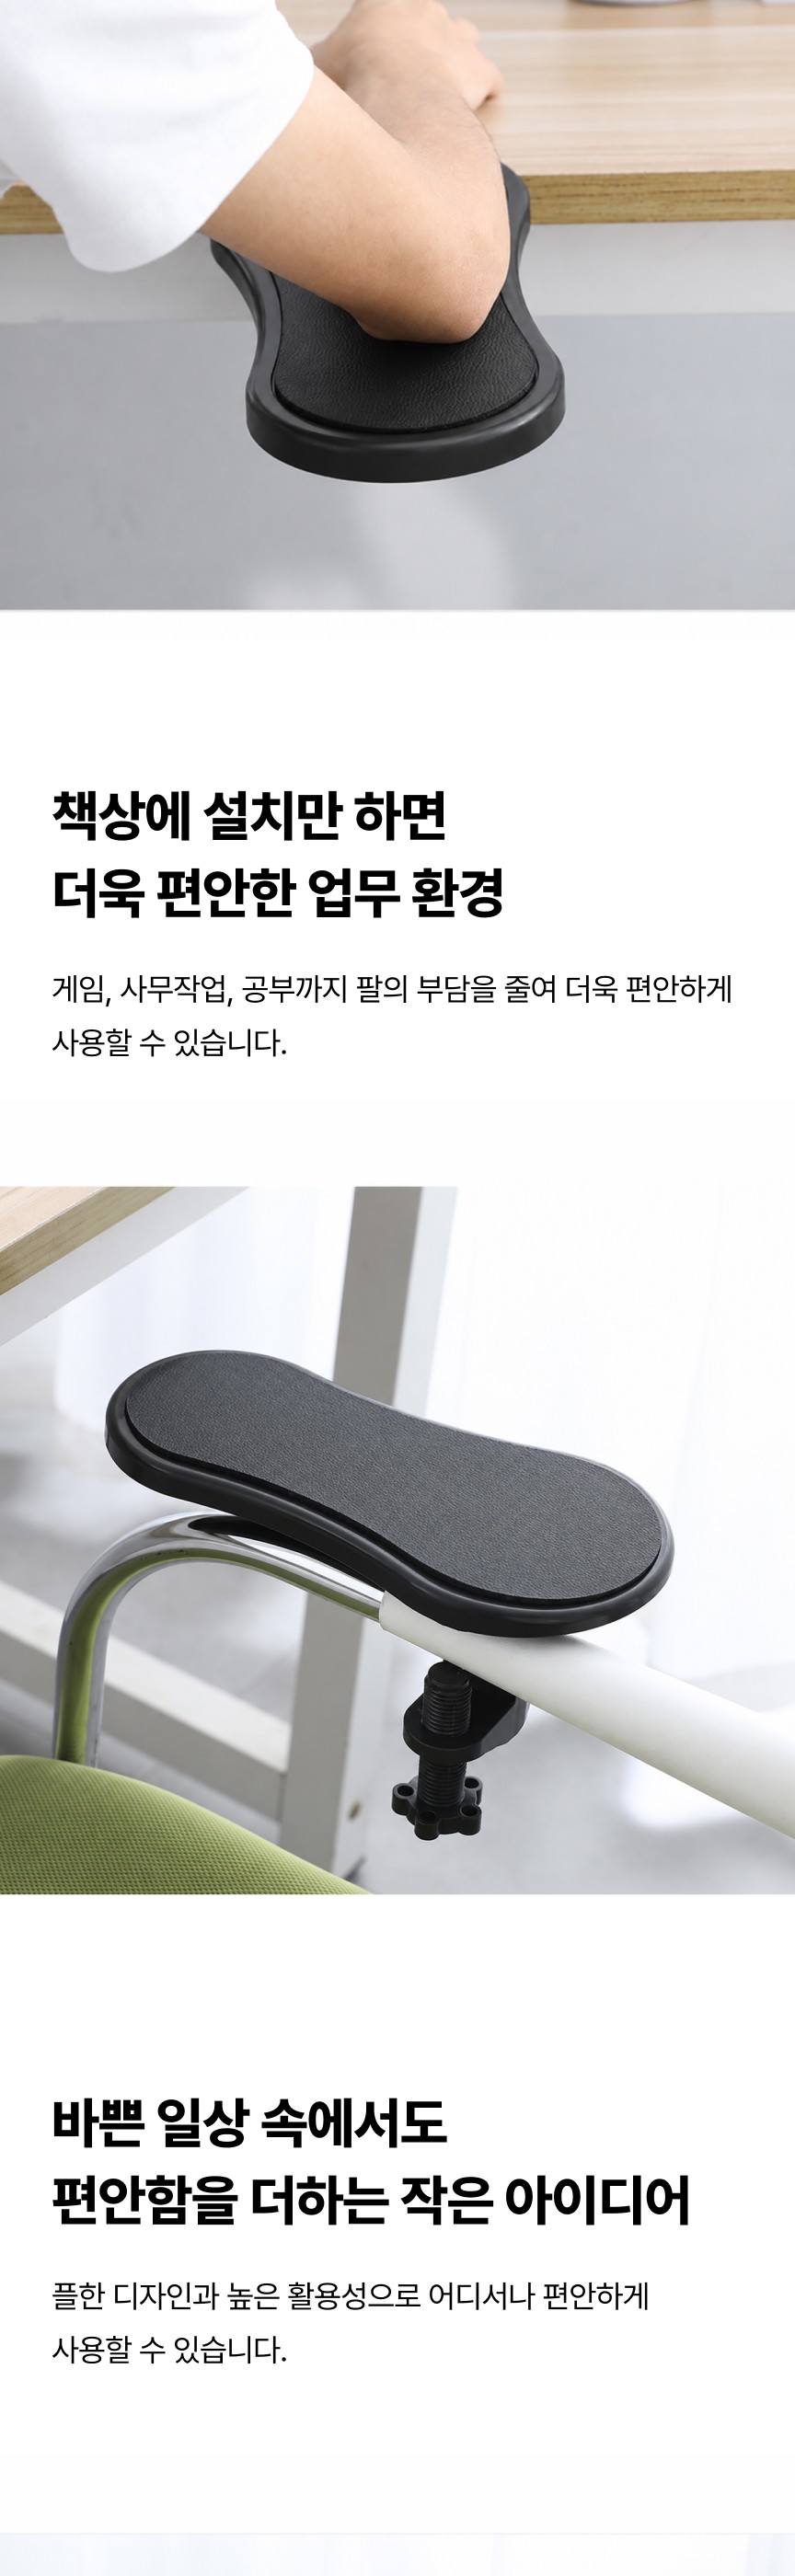 책상에 설치만 하면
더욱 편안한 업무 환경
게임, 사무작업, 공부까지 팔의 부담을 줄여 더욱 편안하게
사용할 수 있습니다.
바쁜 일상 속에서도
편안함을 더하는 작은 아이디어
플한 디자인과 높은 활용성으로 어디서나 편안하게
사용할 수 있습니다.